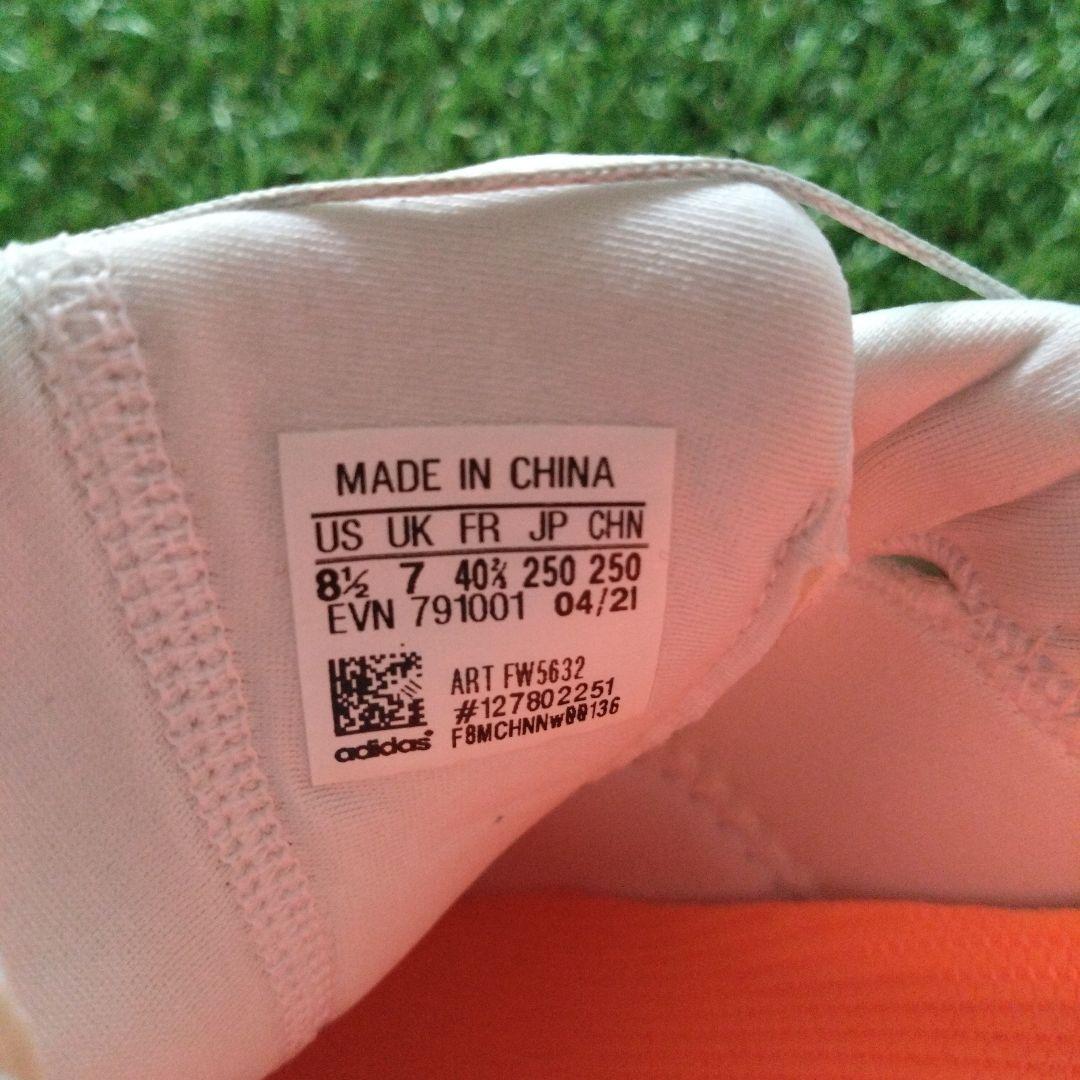 MADE IN CHINA
US UK FR JP CHN
8½ 7 40⅔ 250 250
EVN 791001 04/21
ART FW5632
#127802251
adidas